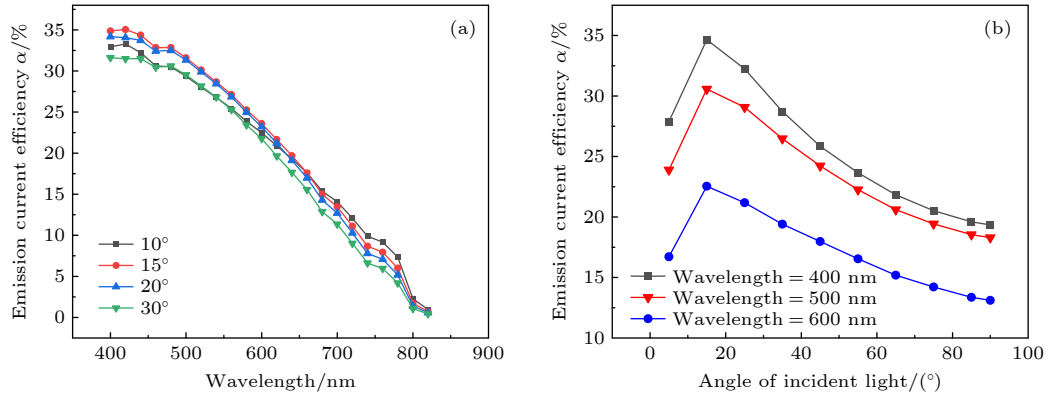 (a)
Emission current efficiency α/%
35
30
25
20
15
10
5
0
10°
15°
20°
30°
400 500 600 700 800 900
Wavelength/nm
(b)
Emission current efficiency α/%
35
30
25
20
15
10
Wavelength = 400 nm
Wavelength = 500 nm
Wavelength = 600 nm
0 20 40 60 80 100
Angle of incident light/(°)